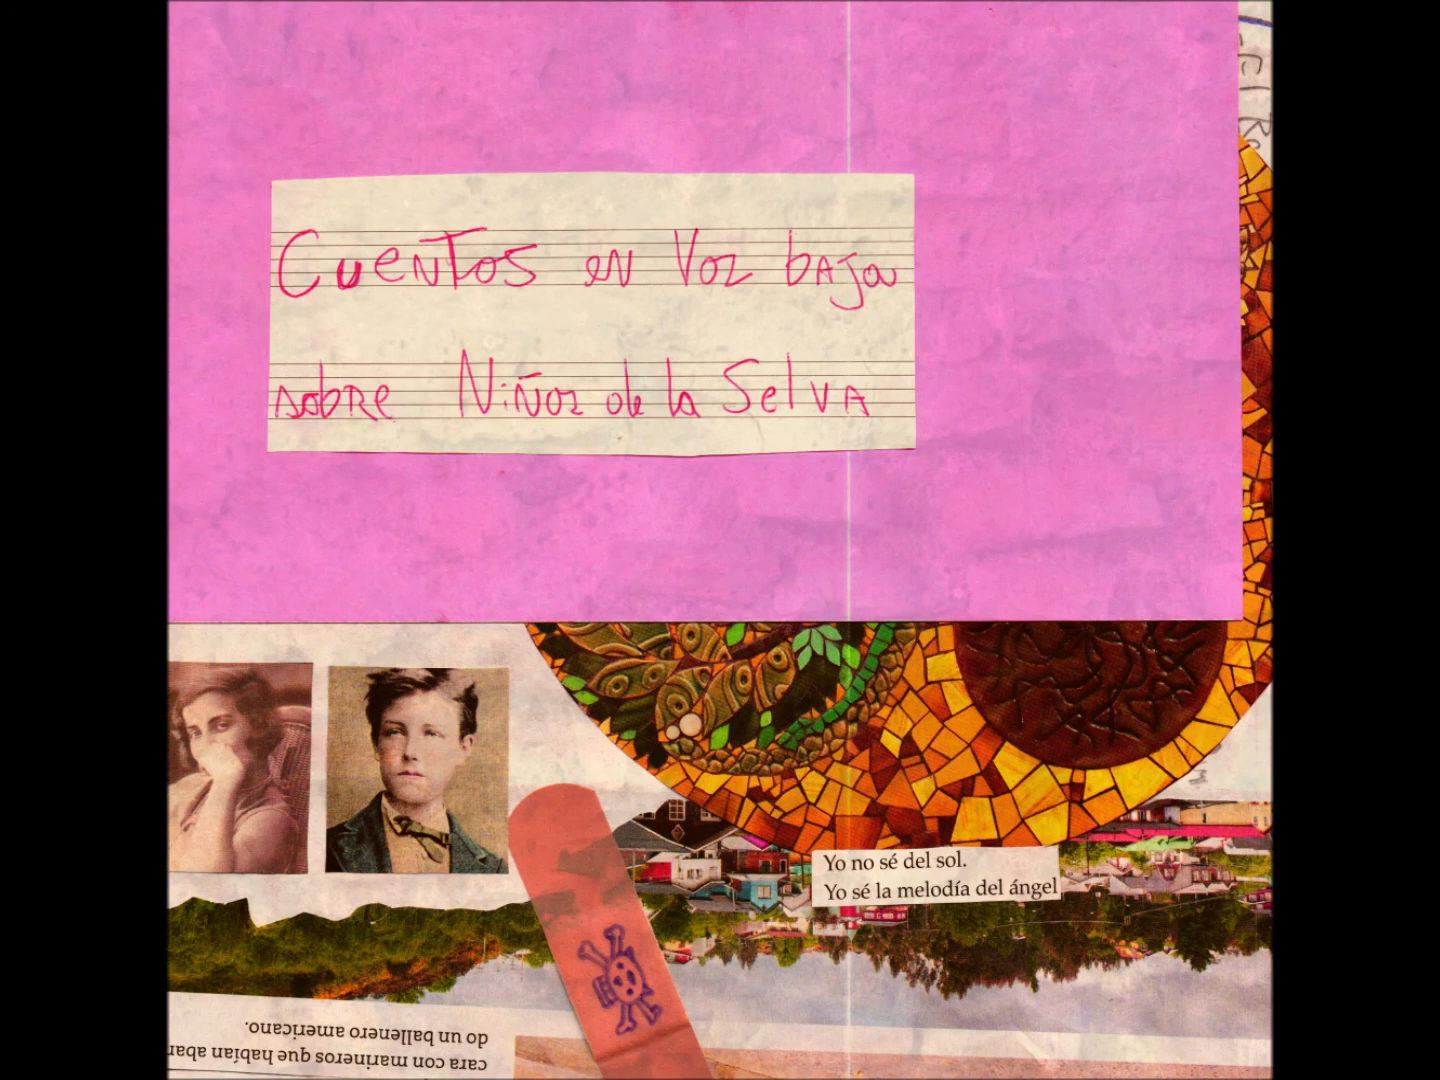 Cuentos en Voz baja
sobre Niños de la Selva
Yo no sé del sol.
Yo sé la melodía del ángel
cara con marineros que habían
do un ballenero americano.